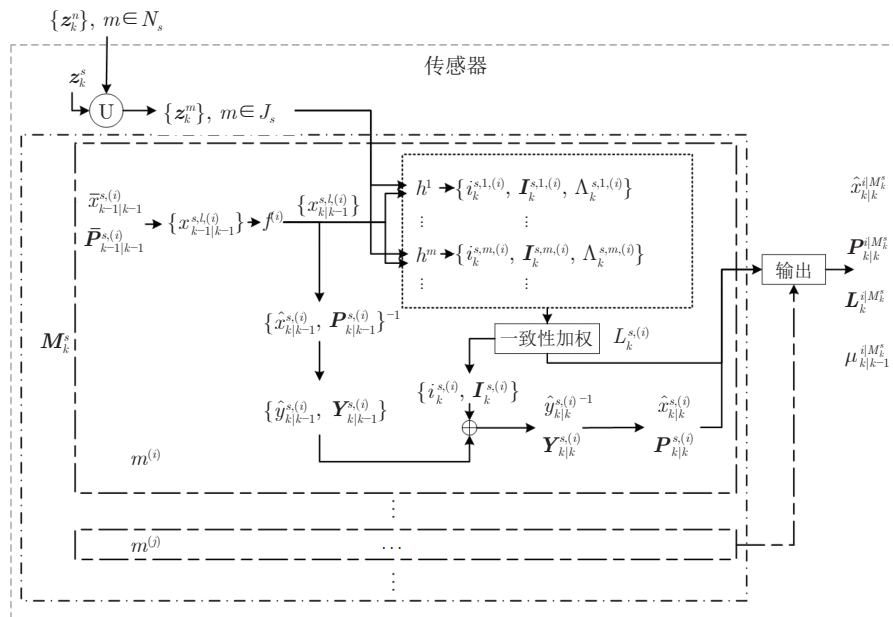 {z_k^n}, m∈N_s
传感器
z_k^s
U
{z_k^m}, m∈J_s
x̄_{k-1|k-1}^{s,(i)}
P̄_{k-1|k-1}^{s,(i)}
{x_{k-1|k-1}^{s,l,(i)}}
f^{(i)}
{x_{k|k-1}^{s,l,(i)}}
h^1
{i_k^{s,1,(i)}, I_k^{s,1,(i)}, Λ_k^{s,1,(i)}}
⋮ ⋮
h^m
{i_k^{s,m,(i)}, I_k^{s,m,(i)}, Λ_k^{s,m,(i)}}
⋮ ⋮
{x̂_{k|k-1}^{s,(i)}, P_{k|k-1}^{s,(i)}}^{-1}
一致性加权
L_k^{s,(i)}
M_k^s
{i_k^{s,(i)}, I_k^{s,(i)}}
{ŷ_{k|k-1}^{s,(i)}, Y_{k|k-1}^{s,(i)}}
⊕
ŷ_{k|k}^{s,(i)-1}
Y_{k|k}^{s,(i)}
x̂_{k|k}^{s,(i)}
P_{k|k}^{s,(i)}
m^{(i)}
⋮
m^{(j)}
…
⋮
输出
x̂_{k|k}^{i|M_k^s}
P_{k|k}^{i|M_k^s}
L_k^{i|M_k^s}
μ_{k|k-1}^{i|M_k^s}